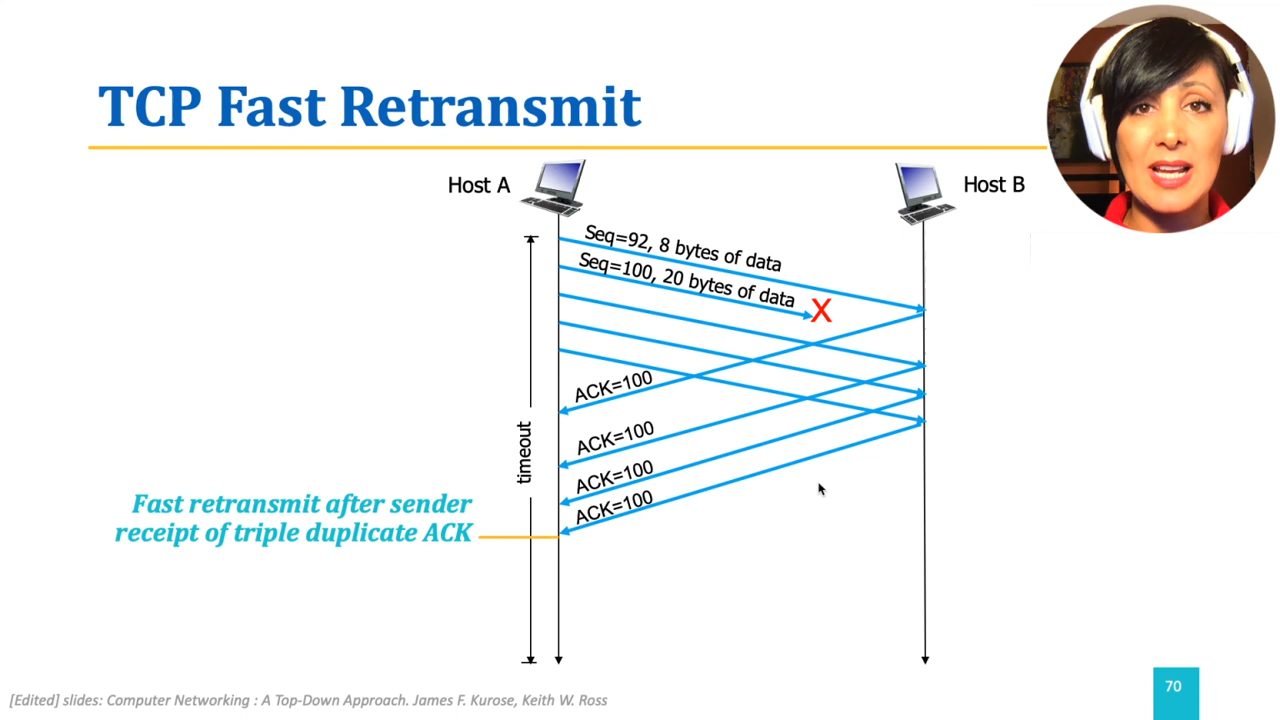 TCP Fast Retransmit
Host A
Host B
Seq=92, 8 bytes of data
Seq=100, 20 bytes of data
X
ACK=100
ACK=100
ACK=100
ACK=100
timeout
Fast retransmit after sender
receipt of triple duplicate ACK
[Edited] slides: Computer Networking : A Top-Down Approach. James F. Kurose, Keith W. Ross
70